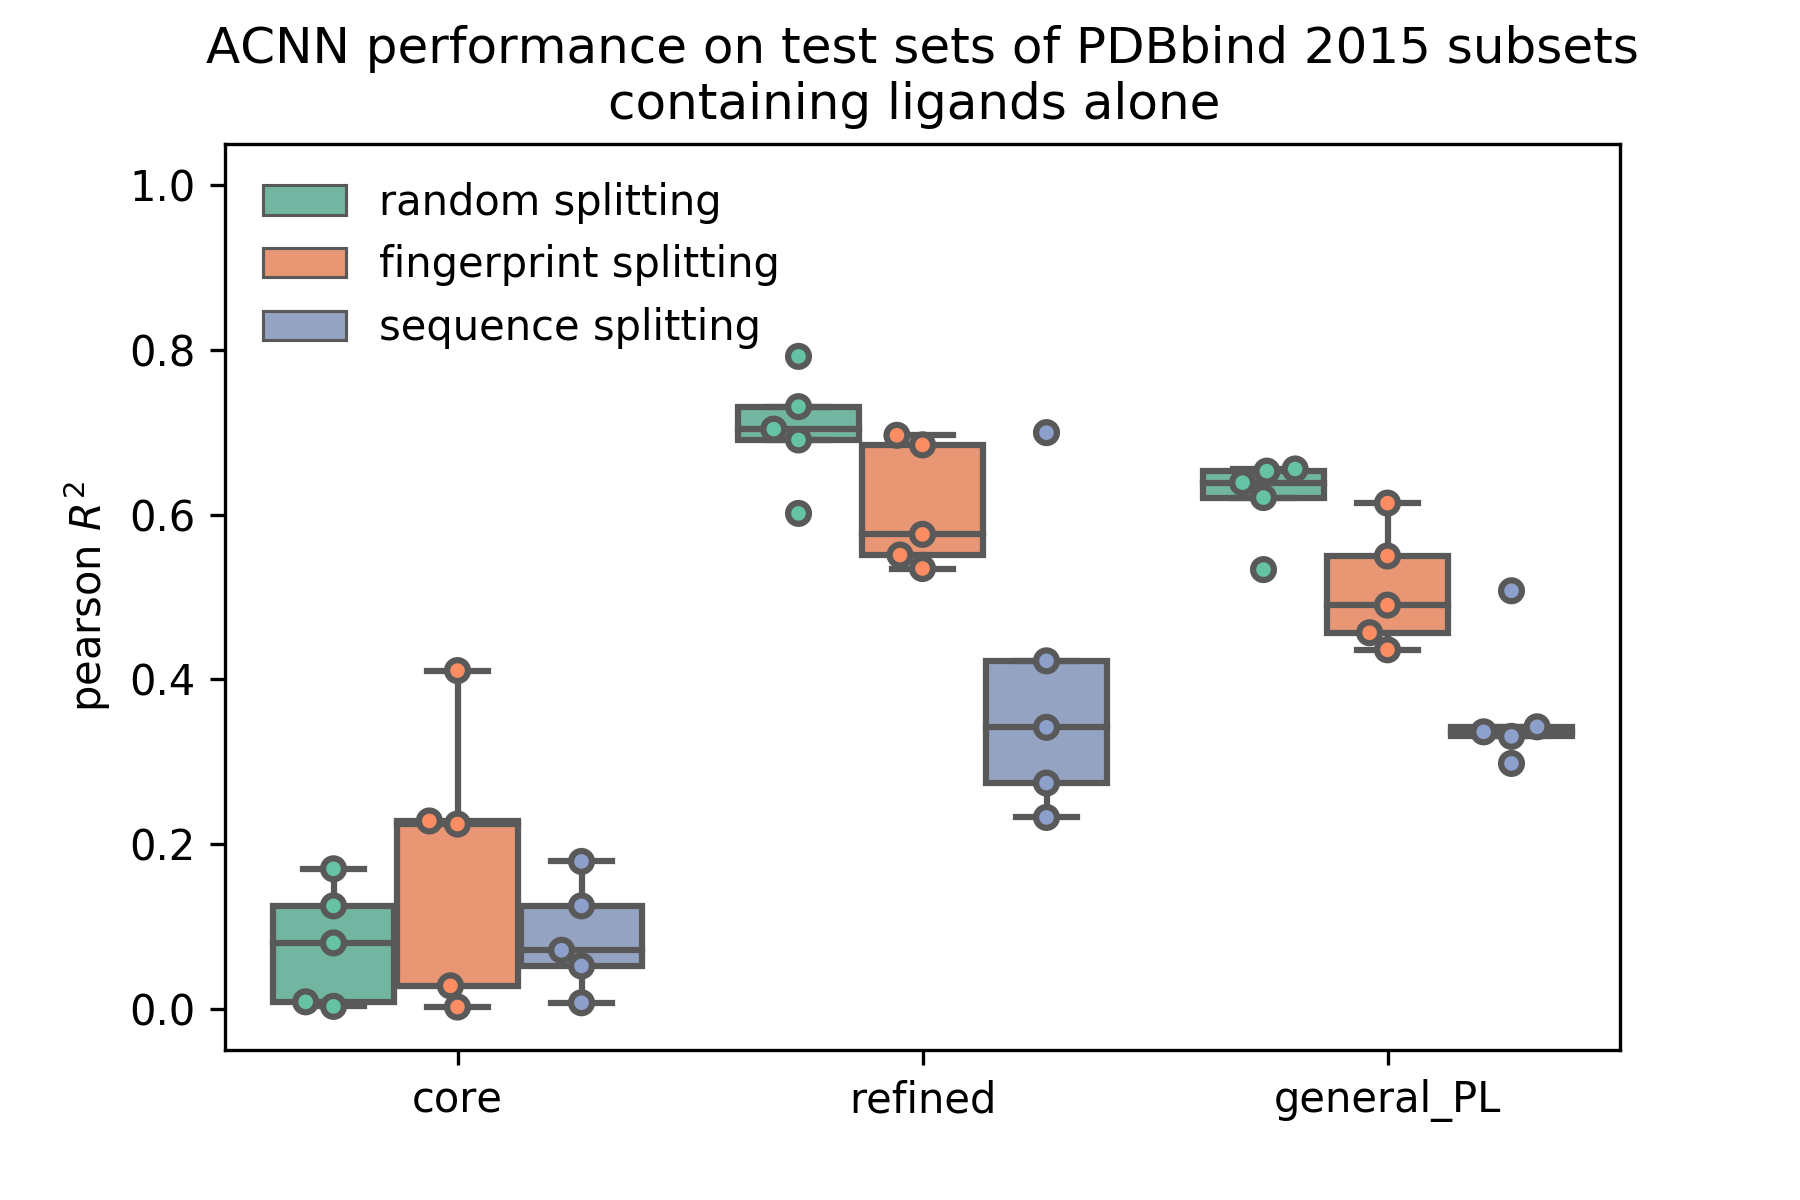 ACNN performance on test sets of PDBbind 2015 subsets
containing ligands alone
random splitting
fingerprint splitting
sequence splitting
pearson R²
1.0
0.8
0.6
0.4
0.2
0.0
core
refined
general_PL